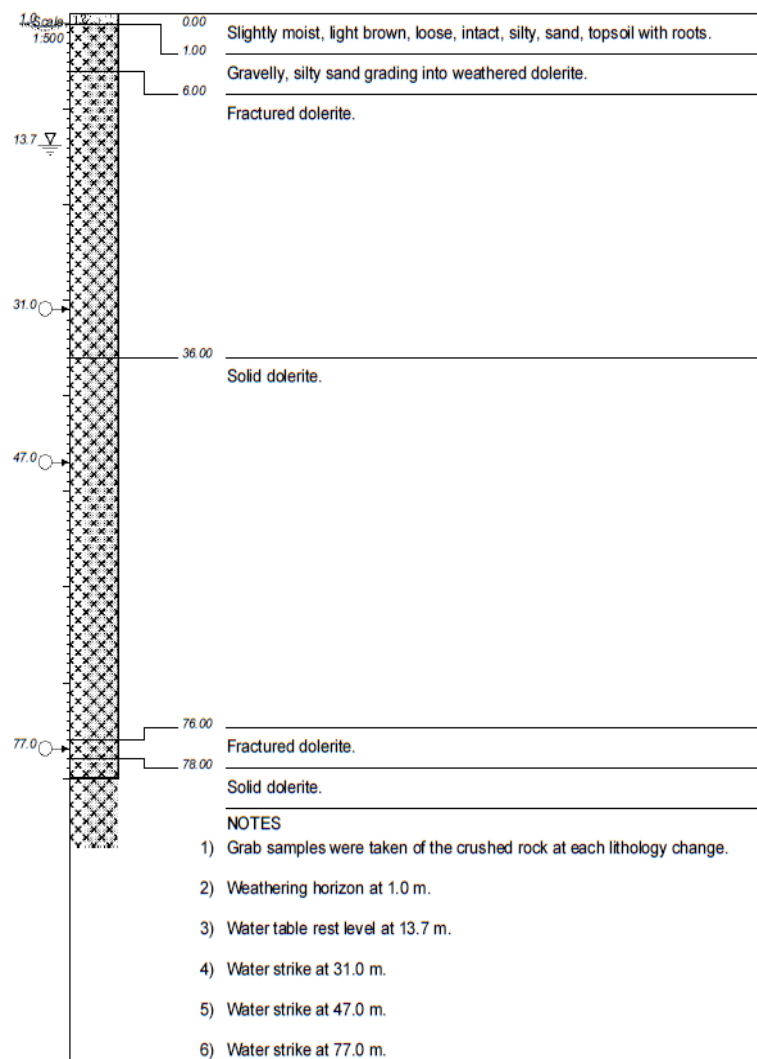 1.0
Scale
1:500
0.00
Slightly moist, light brown, loose, intact, silty, sand, topsoil with roots.
1.00
Gravelly, silty sand grading into weathered dolerite.
6.00
Fractured dolerite.
13.7
31.0
36.00
Solid dolerite.
47.0
76.00
77.0
Fractured dolerite.
78.00
Solid dolerite.
NOTES
1) Grab samples were taken of the crushed rock at each lithology change.
2) Weathering horizon at 1.0 m.
3) Water table rest level at 13.7 m.
4) Water strike at 31.0 m.
5) Water strike at 47.0 m.
6) Water strike at 77.0 m.